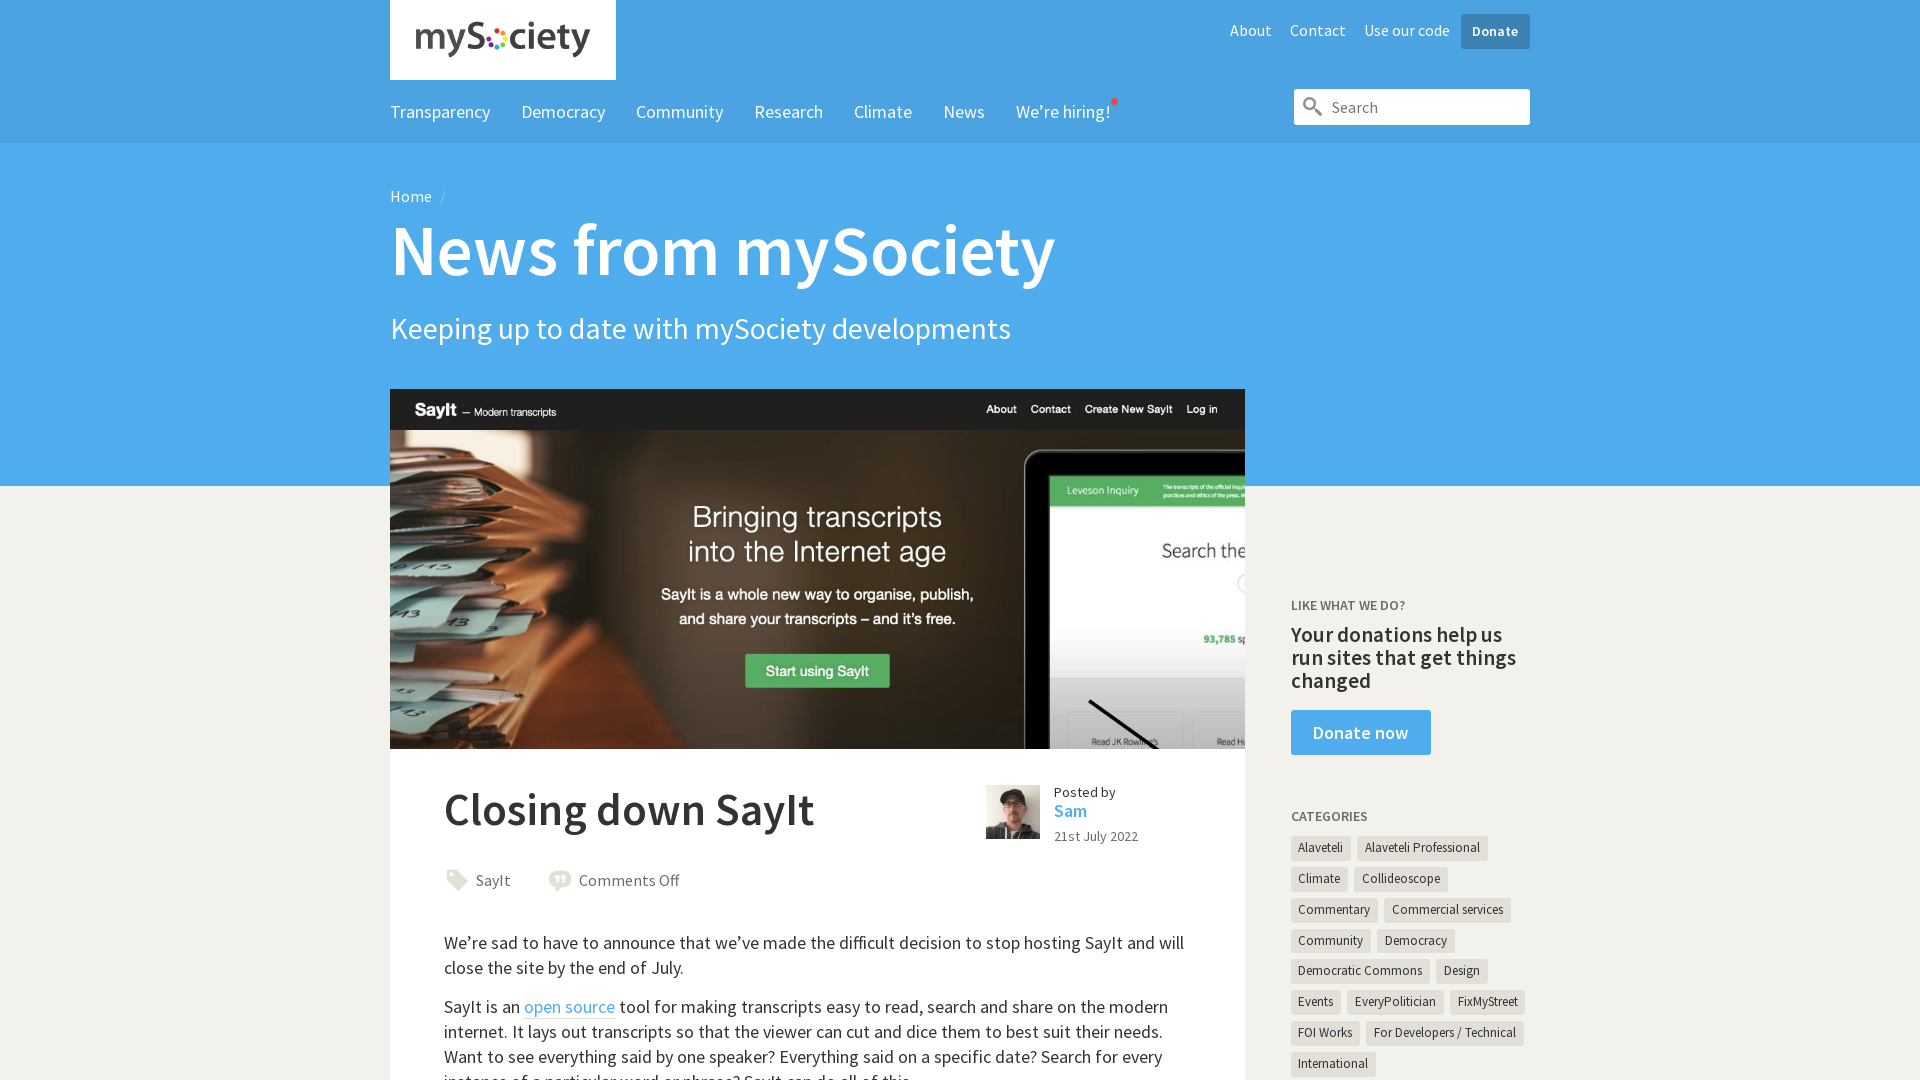 mySociety
About
Contact
Use our code
Donate
Transparency
Democracy
Community
Research
Climate
News
We’re hiring!
Search
Home /
News from mySociety
Keeping up to date with mySociety developments
SayIt — Modern transcripts
About
Contact
Create New SayIt
Log in
Bringing transcripts
into the Internet age
SayIt is a whole new way to organise, publish,
and share your transcripts – and it’s free.
Start using SayIt
Leveson Inquiry
Search the
93,785
Read JK Rowling's
Closing down SayIt
Posted by
Sam
21st July 2022
SayIt
Comments Off
We’re sad to have to announce that we’ve made the difficult decision to stop hosting SayIt and will
close the site by the end of July.
SayIt is an open source tool for making transcripts easy to read, search and share on the modern
internet. It lays out transcripts so that the viewer can cut and dice them to best suit their needs.
Want to see everything said by one speaker? Everything said on a specific date? Search for every
LIKE WHAT WE DO?
Your donations help us
run sites that get things
changed
Donate now
CATEGORIES
Alaveteli
Alaveteli Professional
Climate
Collideoscope
Commentary
Commercial services
Community
Democracy
Democratic Commons
Design
Events
EveryPolitician
FixMyStreet
FOI Works
For Developers / Technical
International